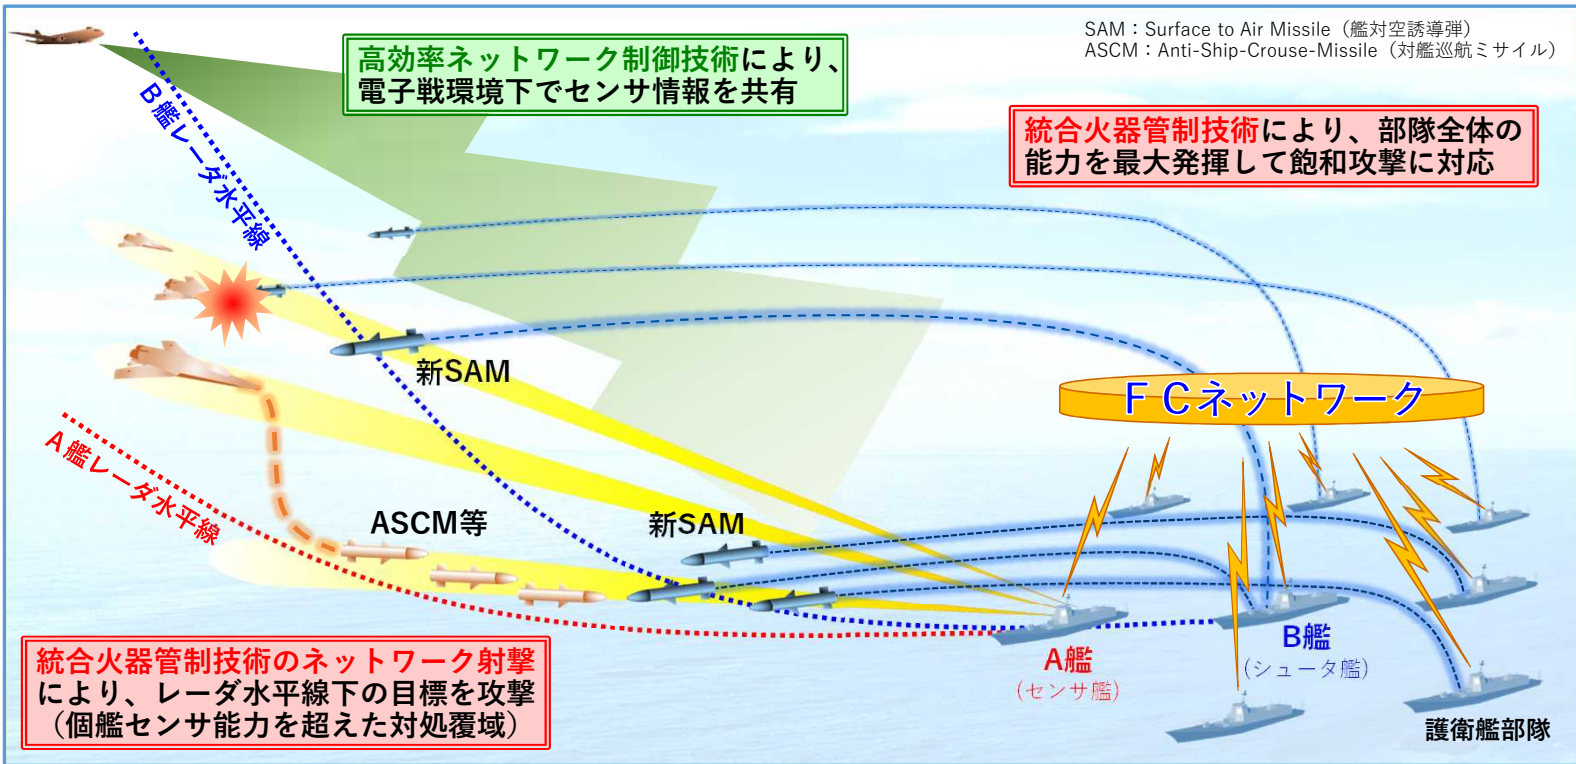 SAM:Surface to Air Missile(艦対空誘導弾)
ASCM:Anti-Ship-Crouse-Missile(対艦巡航ミサイル)
高効率ネットワーク制御技術により、
電子戦環境下でセンサ情報を共有
統合火器管制技術により、部隊全体の
能力を最大発揮して飽和攻撃に対応
B艦レーダ水平線
新SAM
FCネットワーク
A艦レーダ水平線
ASCM等
新SAM
統合火器管制技術のネットワーク射撃
により、レーダ水平線下の目標を攻撃
(個艦センサ能力を超えた対処覆域)
A艦
(センサ艦)
B艦
(シュータ艦)
護衛艦部隊